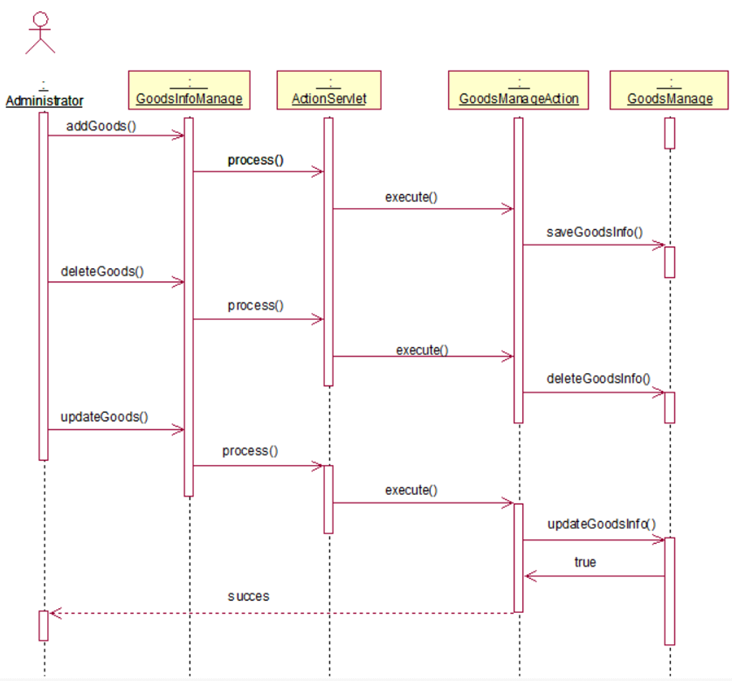 :
Administrator
:
GoodsInfoManage
:
ActionServlet
:
GoodsManageAction
:
GoodsManage
addGoods()
process()
execute()
saveGoodsInfo()
deleteGoods()
process()
execute()
deleteGoodsInfo()
updateGoods()
process()
execute()
updateGoodsInfo()
true
succes